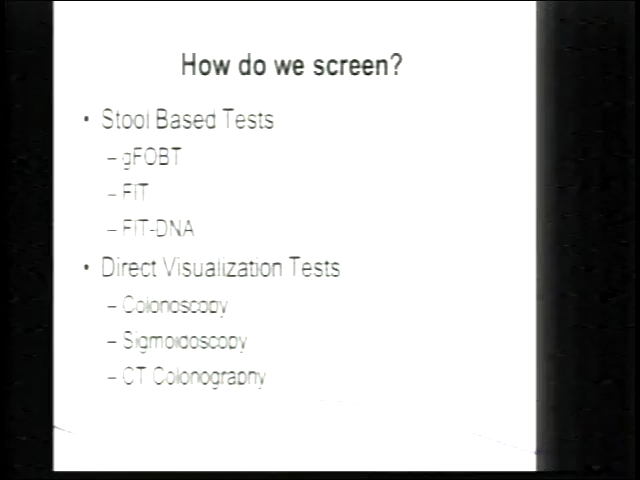 How do we screen?
• Stool Based Tests
– gFOBT
– FIT
– FIT-DNA
• Direct Visualization Tests
– Colonoscopy
– Sigmoidoscopy
– CT Colonography